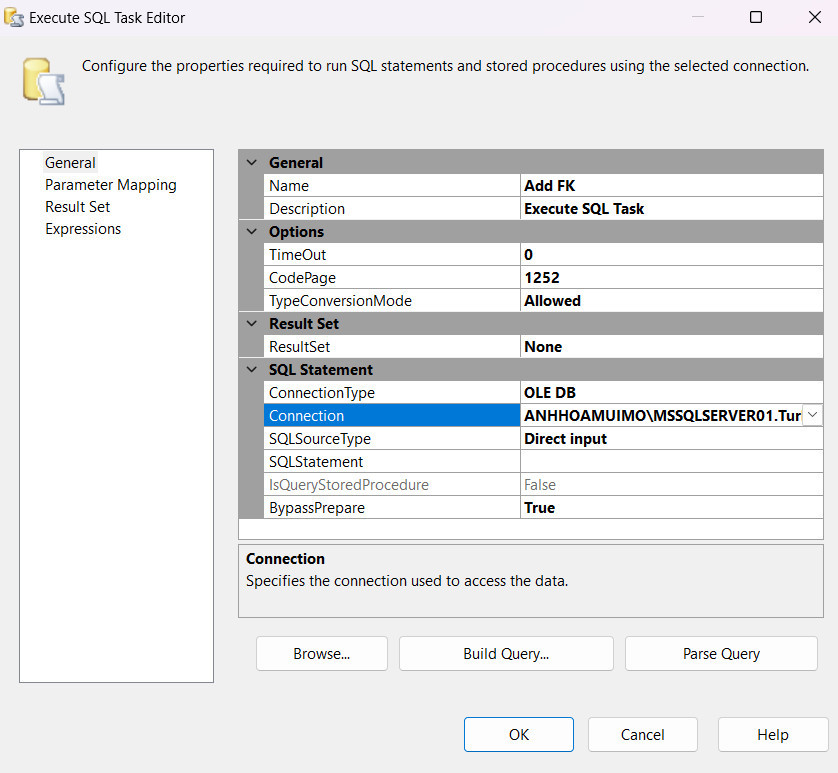 Execute SQL Task Editor
Configure the properties required to run SQL statements and stored procedures using the selected connection.
General
Parameter Mapping
Result Set
Expressions
General
Name Add FK
Description Execute SQL Task
Options
TimeOut 0
CodePage 1252
TypeConversionMode Allowed
Result Set
ResultSet None
SQL Statement
ConnectionType OLE DB
Connection ANHHOAMUIMO\MSSQLSERVER01.Tur
SQLSourceType Direct input
SQLStatement
IsQueryStoredProcedure False
BypassPrepare True
Connection
Specifies the connection used to access the data.
Browse... Build Query... Parse Query
OK Cancel Help